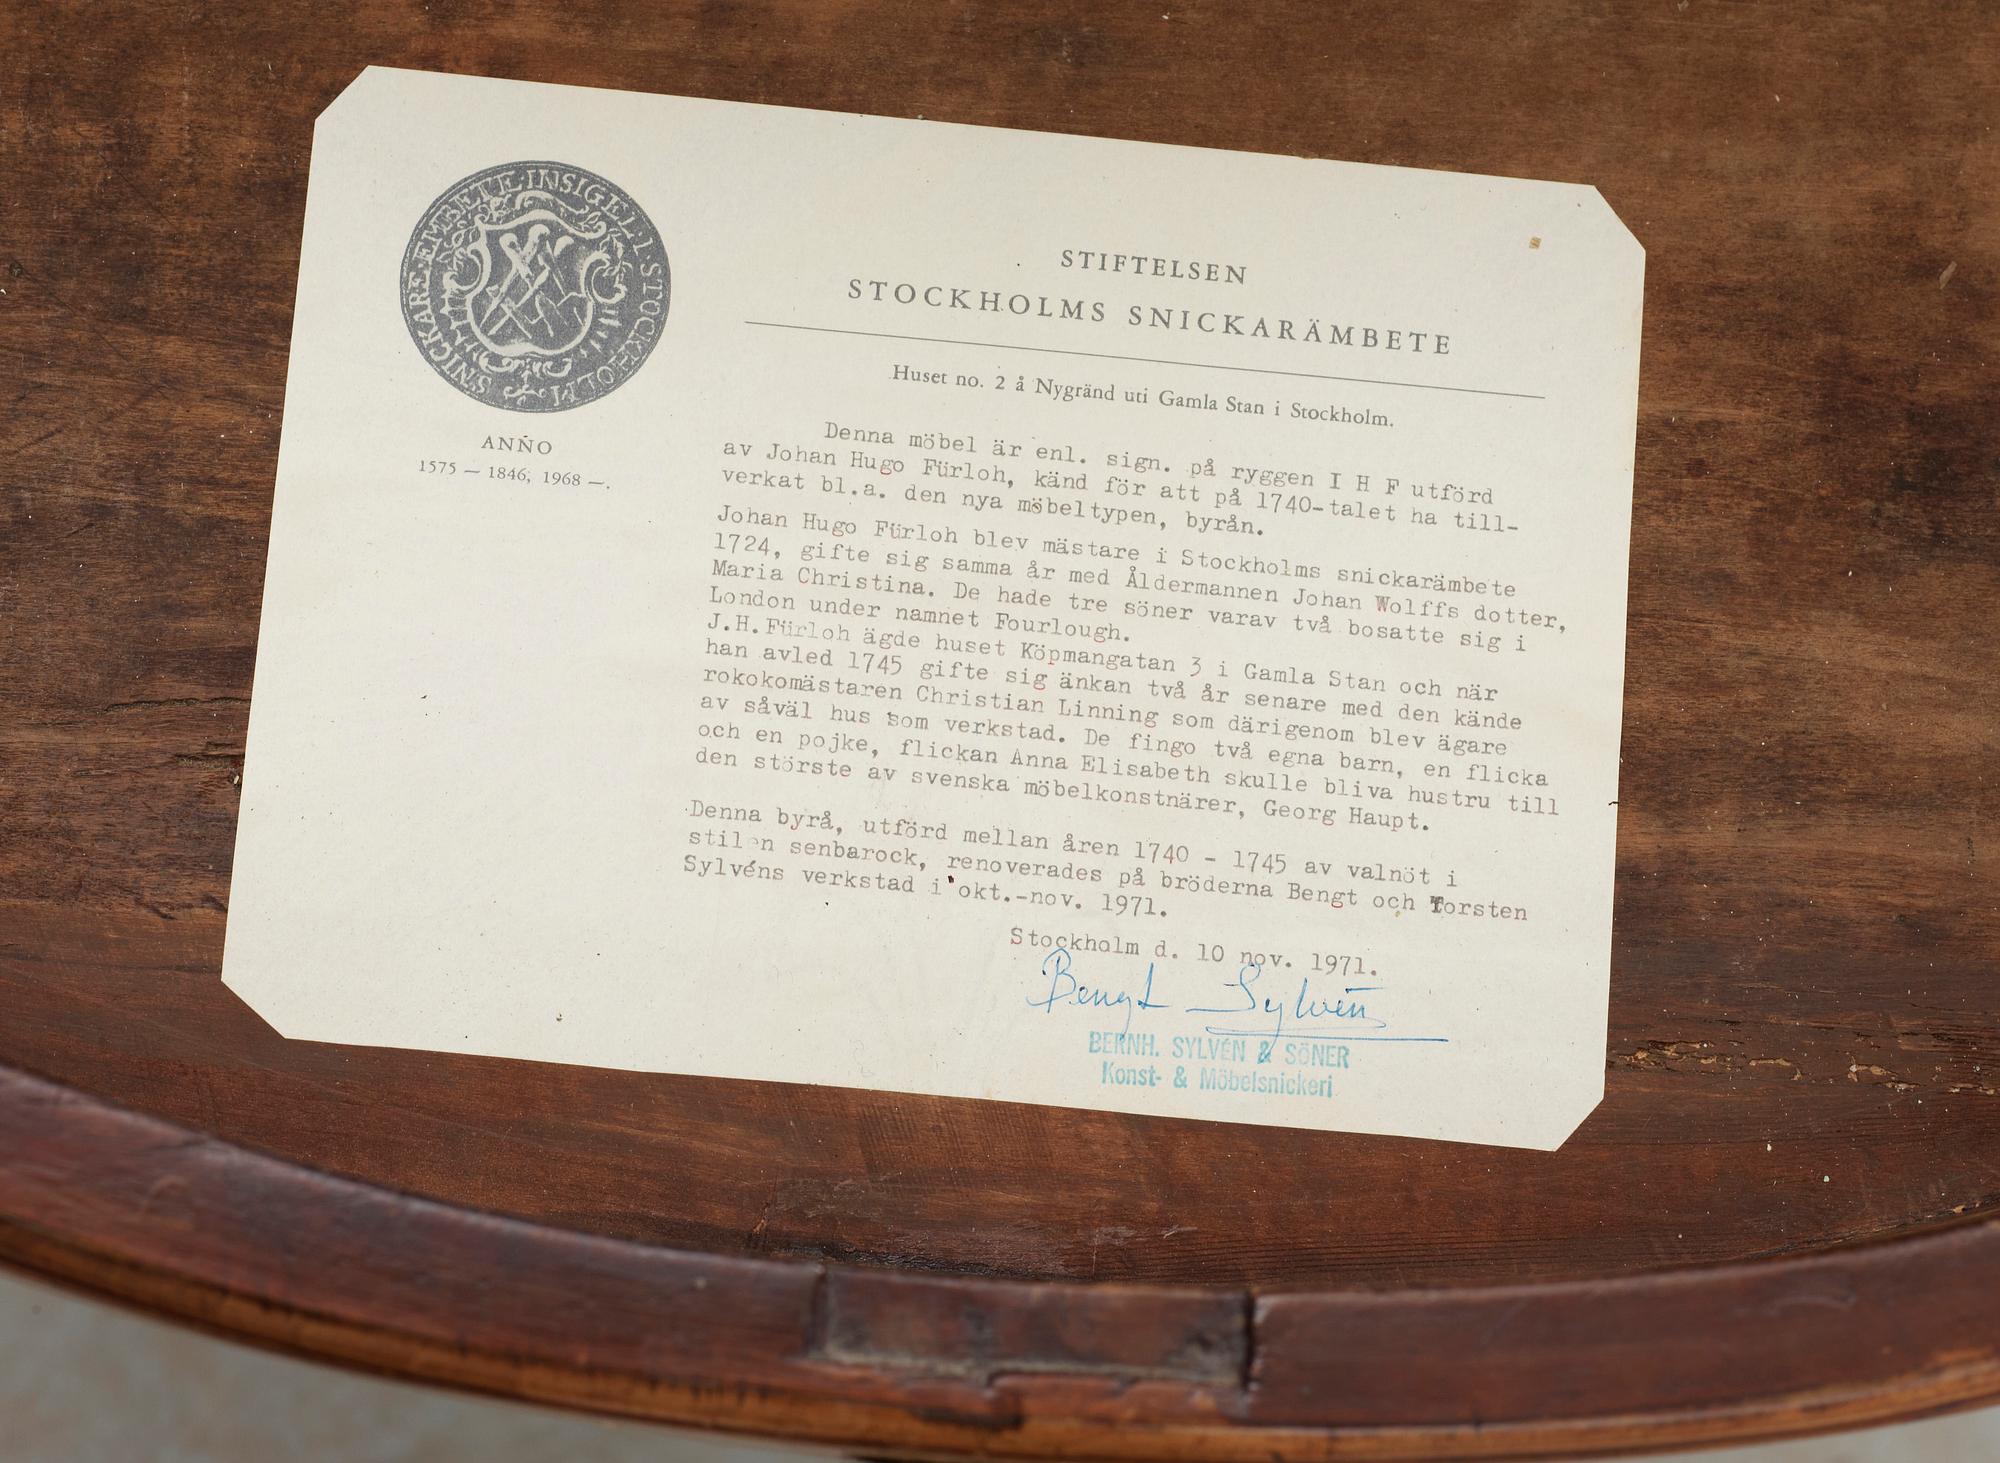 SNICKARE·EMBETE·INSIGELL·STOCKHOLM
ANNO
1575 — 1846; 1968 —.
STIFTELSEN
STOCKHOLMS SNICKARÄMBETE
Huset no. 2 å Nygränd uti Gamla Stan i Stockholm.
Denna möbel är enl. sign. på ryggen I H F utförd
av Johan Hugo Fürloh, känd för att på 1740-talet ha till-
verkat bl.a. den nya möbeltypen, byrån.
Johan Hugo Fürloh blev mästare i Stockholms snickarämbete
1724, gifte sig samma år med Åldermannen Johan Wolffs dotter,
Maria Christina. De hade tre söner varav två bosatte sig i
London under namnet Fourlough.
J.H.Fürloh ägde huset Köpmangatan 3 i Gamla Stan och när
han avled 1745 gifte sig änkan två år senare med den kände
rokokomästaren Christian Linning som därigenom blev ägare
av såväl hus som verkstad. De fingo två egna barn, en flicka
och en pojke, flickan Anna Elisabeth skulle bliva hustru till
den störste av svenska möbelkonstnärer, Georg Haupt.
Denna byrå, utförd mellan åren 1740 - 1745 av valnöt i
stilen senbarock, renoverades på bröderna Bengt och Torsten
Sylvéns verkstad i okt.-nov. 1971.
Stockholm d. 10 nov. 1971.
Bengt Sylvén
BERNH. SYLVÉN & SÖNER
Konst- & Möbelsnickeri